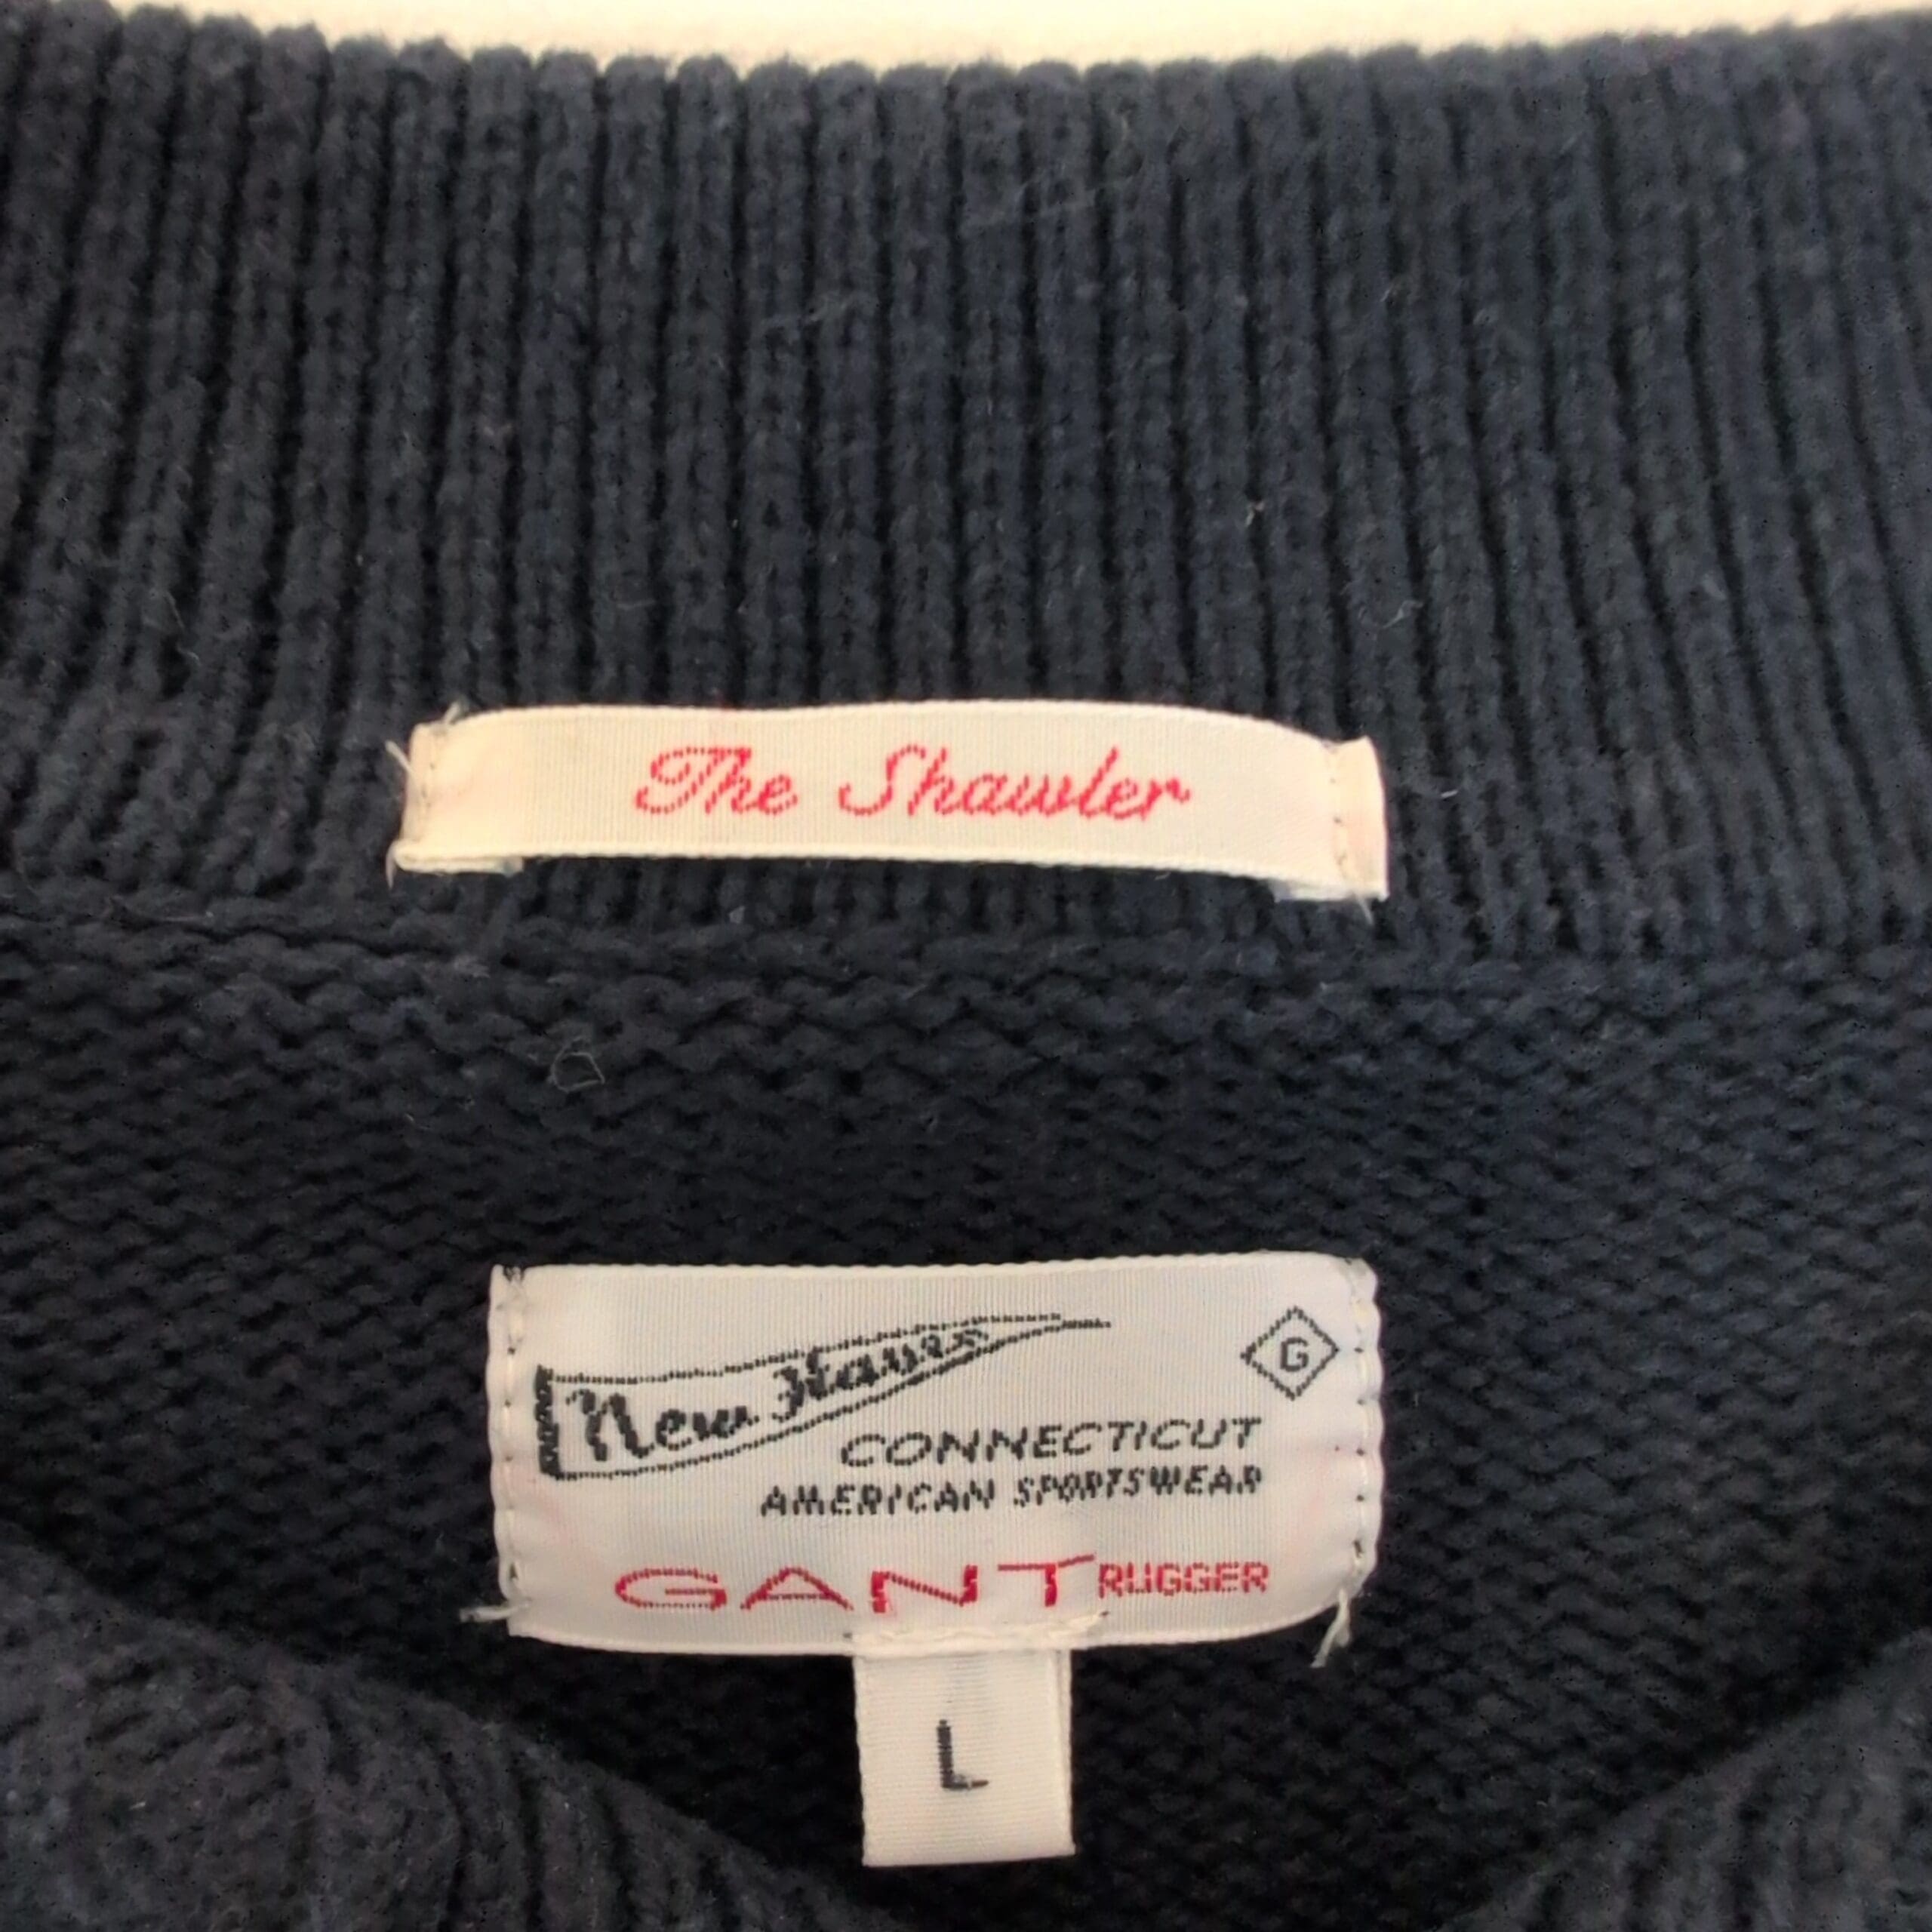 The Shawler
New Haven
G
CONNECTICUT
AMERICAN SPORTSWEAR
GANT RUGGER
L